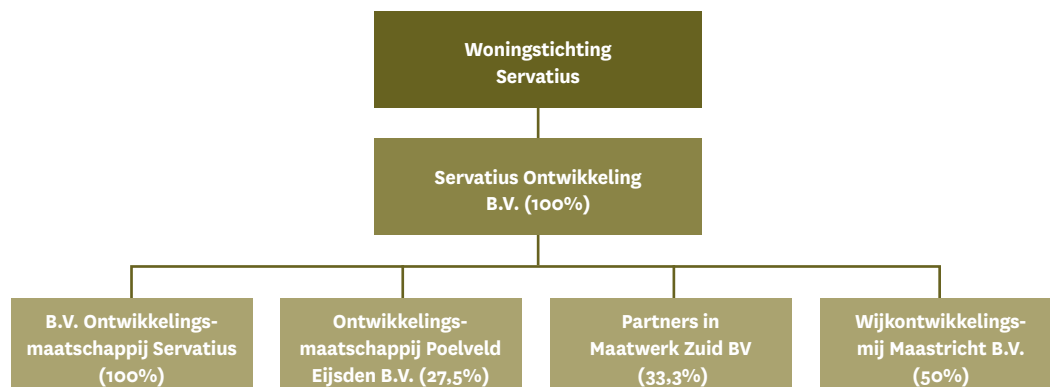 Woningstichting
Servatius
Servatius Ontwikkeling
B.V. (100%)
B.V. Ontwikkelings-
maatschappij Servatius
(100%)
Ontwikkelings-
maatschappij Poelveld
Eijsden B.V. (27,5%)
Partners in
Maatwerk Zuid BV
(33,3%)
Wijkontwikkelings-
mij Maastricht B.V.
(50%)